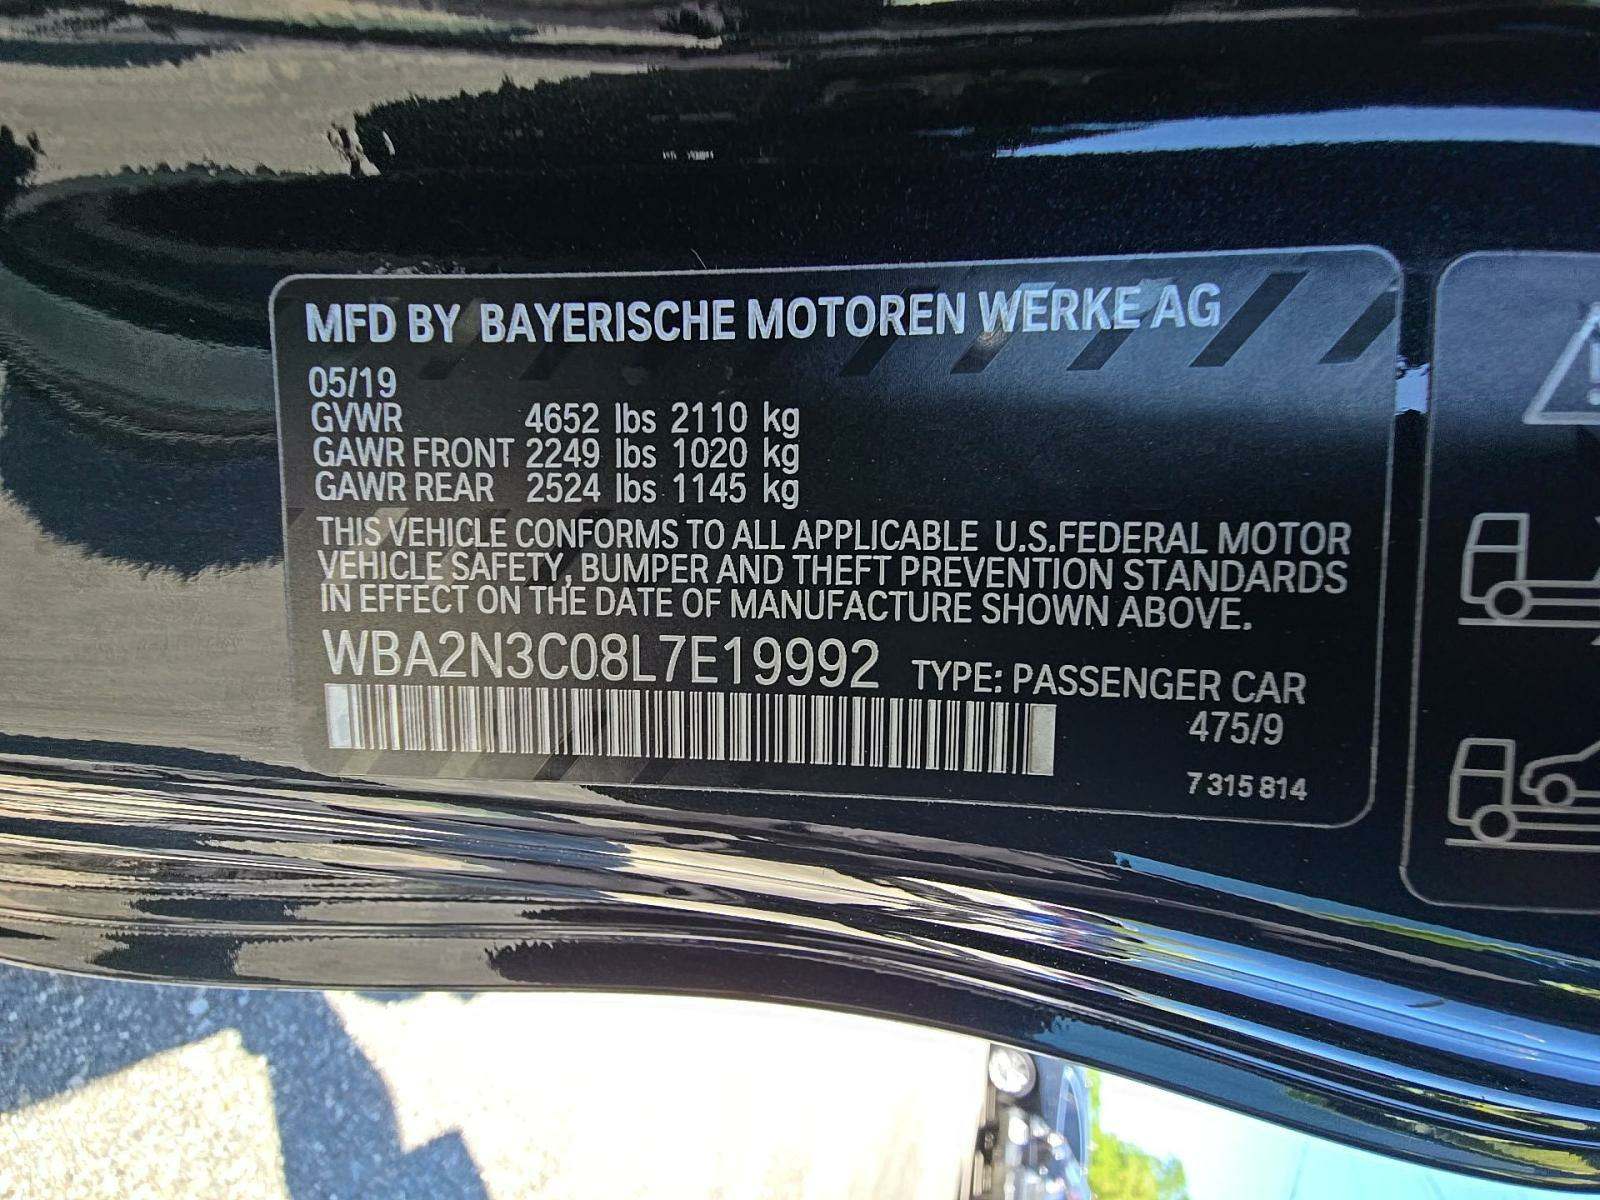 MFD BY BAYERISCHE MOTOREN WERKE AG
05/19
GVWR 4652 lbs 2110 kg
GAWR FRONT 2249 lbs 1020 kg
GAWR REAR 2524 lbs 1145 kg
THIS VEHICLE CONFORMS TO ALL APPLICABLE U.S.FEDERAL MOTOR
VEHICLE SAFETY, BUMPER AND THEFT PREVENTION STANDARDS
IN EFFECT ON THE DATE OF MANUFACTURE SHOWN ABOVE.
WBA2N3C08L7E19992 TYPE: PASSENGER CAR
475/9
7 315 814